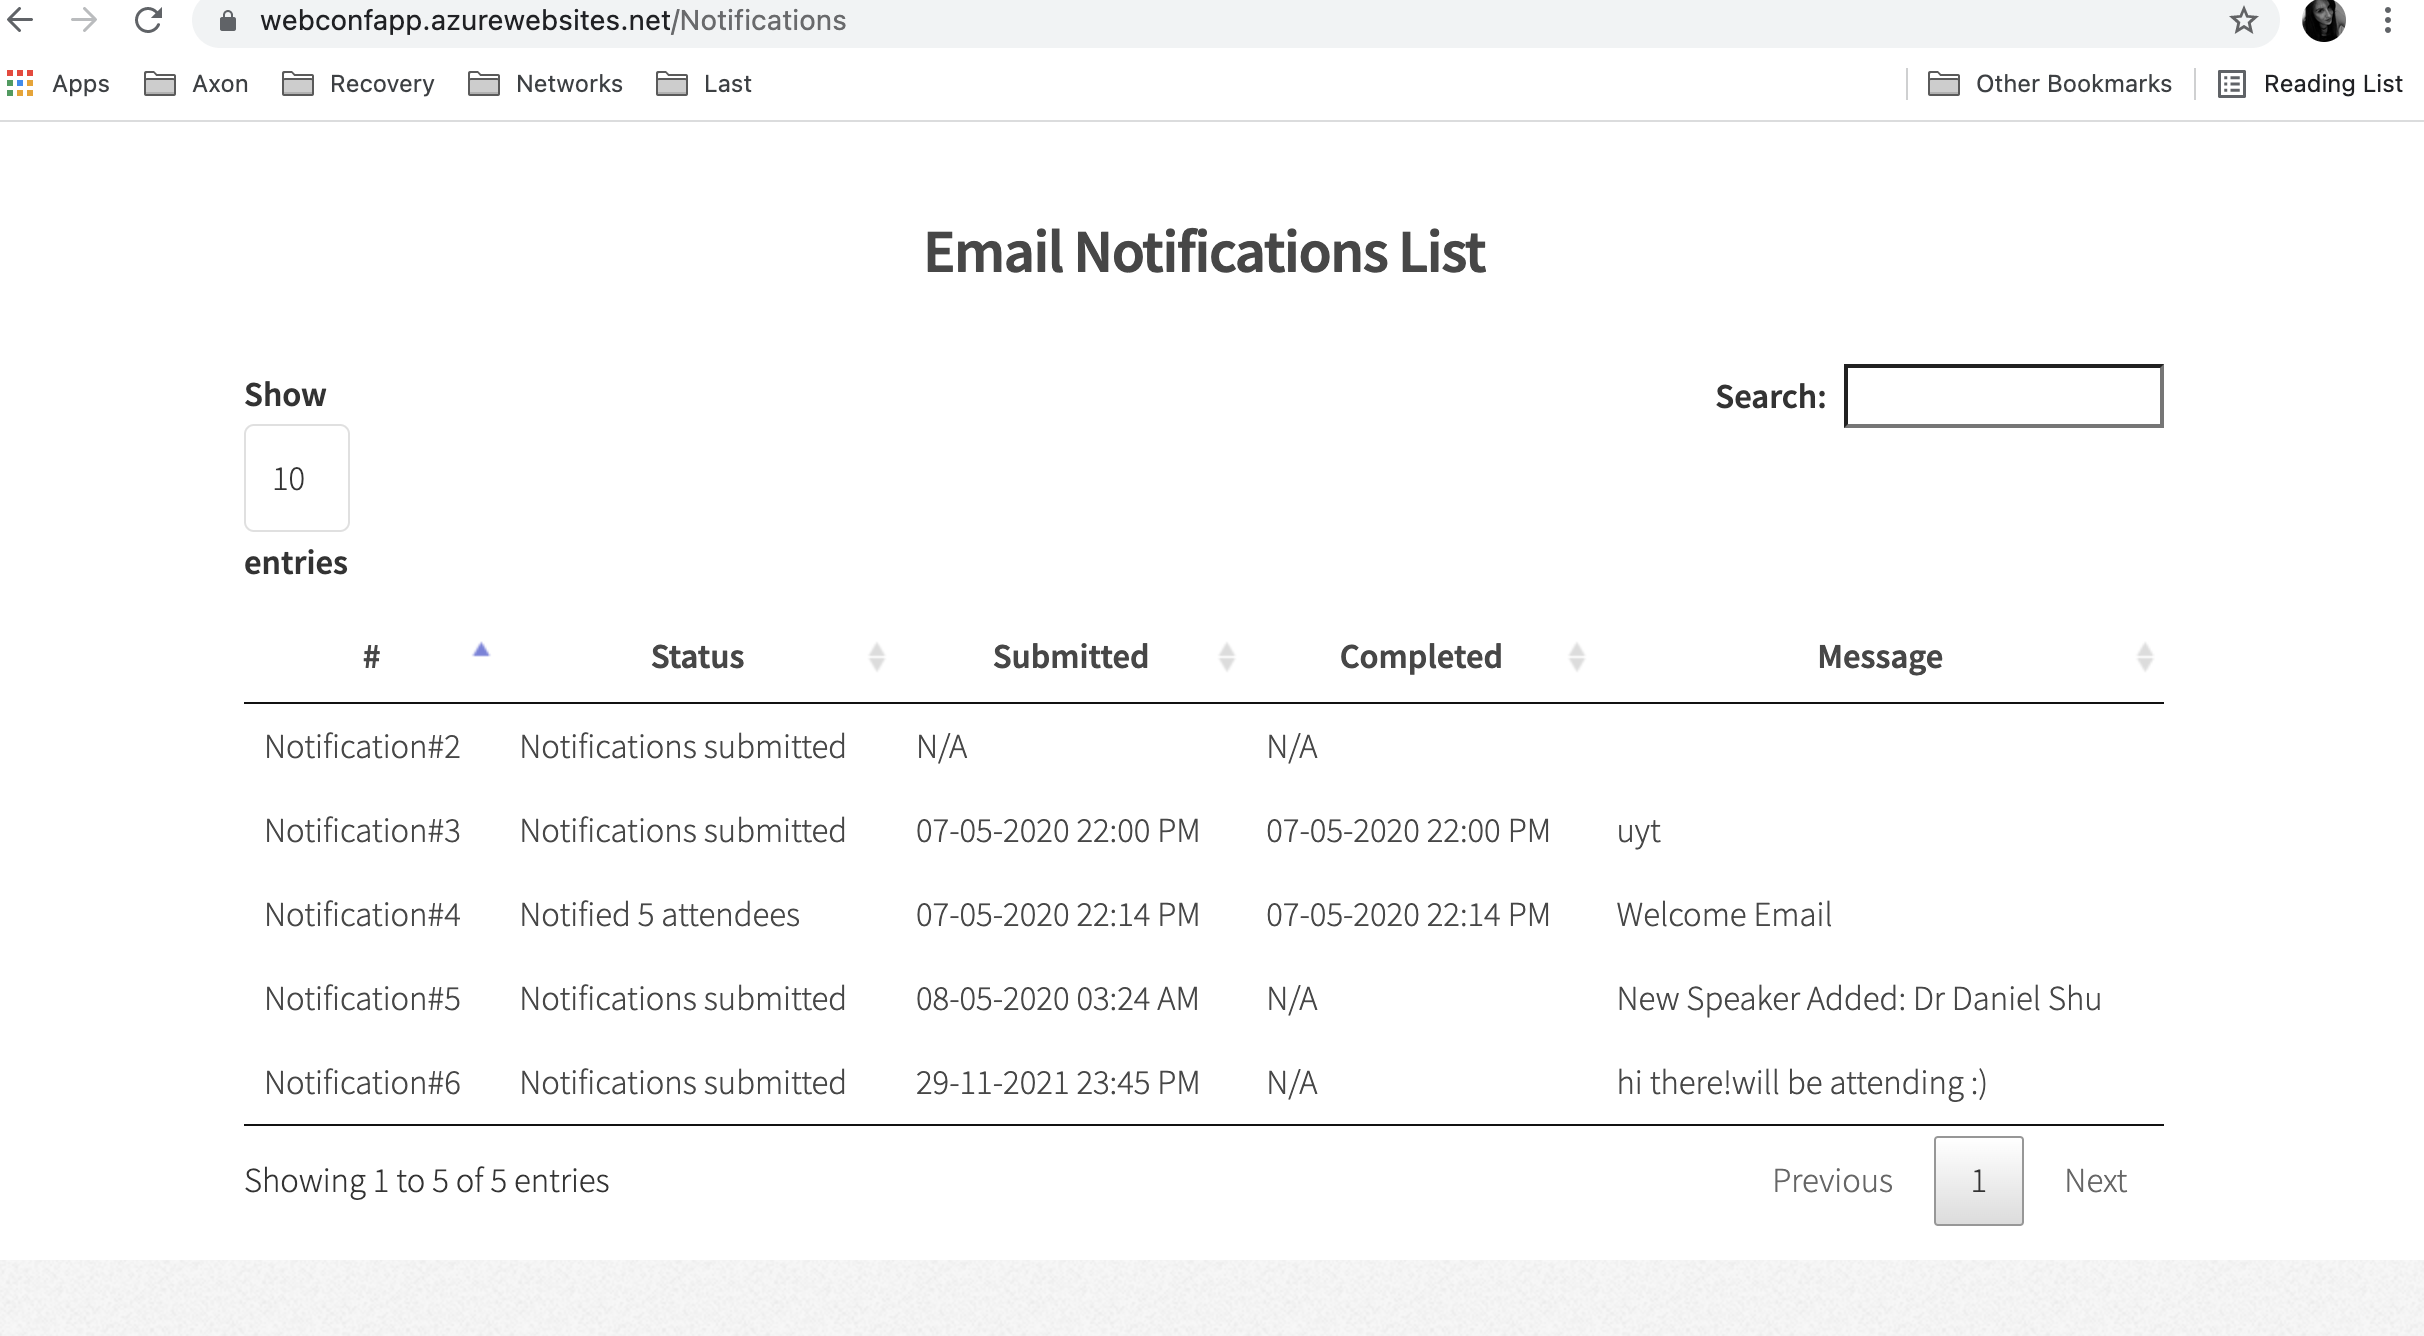 webconfapp.azurewebsites.net/Notifications
Apps Axon Recovery Networks Last Other Bookmarks Reading List
Email Notifications List
Show
10
entries
Search:
# Status Submitted Completed Message
Notification#2 Notifications submitted N/A N/A
Notification#3 Notifications submitted 07-05-2020 22:00 PM 07-05-2020 22:00 PM uyt
Notification#4 Notified 5 attendees 07-05-2020 22:14 PM 07-05-2020 22:14 PM Welcome Email
Notification#5 Notifications submitted 08-05-2020 03:24 AM N/A New Speaker Added: Dr Daniel Shu
Notification#6 Notifications submitted 29-11-2021 23:45 PM N/A hi there!will be attending :)
Showing 1 to 5 of 5 entries Previous 1 Next